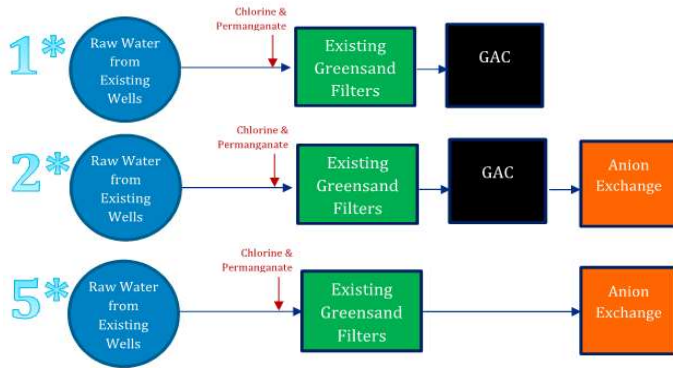 1*
Raw Water
from
Existing
Wells
Chlorine &
Permanganate
Existing
Greensand
Filters
GAC
2*
Raw Water
from
Existing
Wells
Chlorine &
Permanganate
Existing
Greensand
Filters
GAC
Anion
Exchange
5*
Raw Water
from
Existing
Wells
Chlorine &
Permanganate
Existing
Greensand
Filters
Anion
Exchange